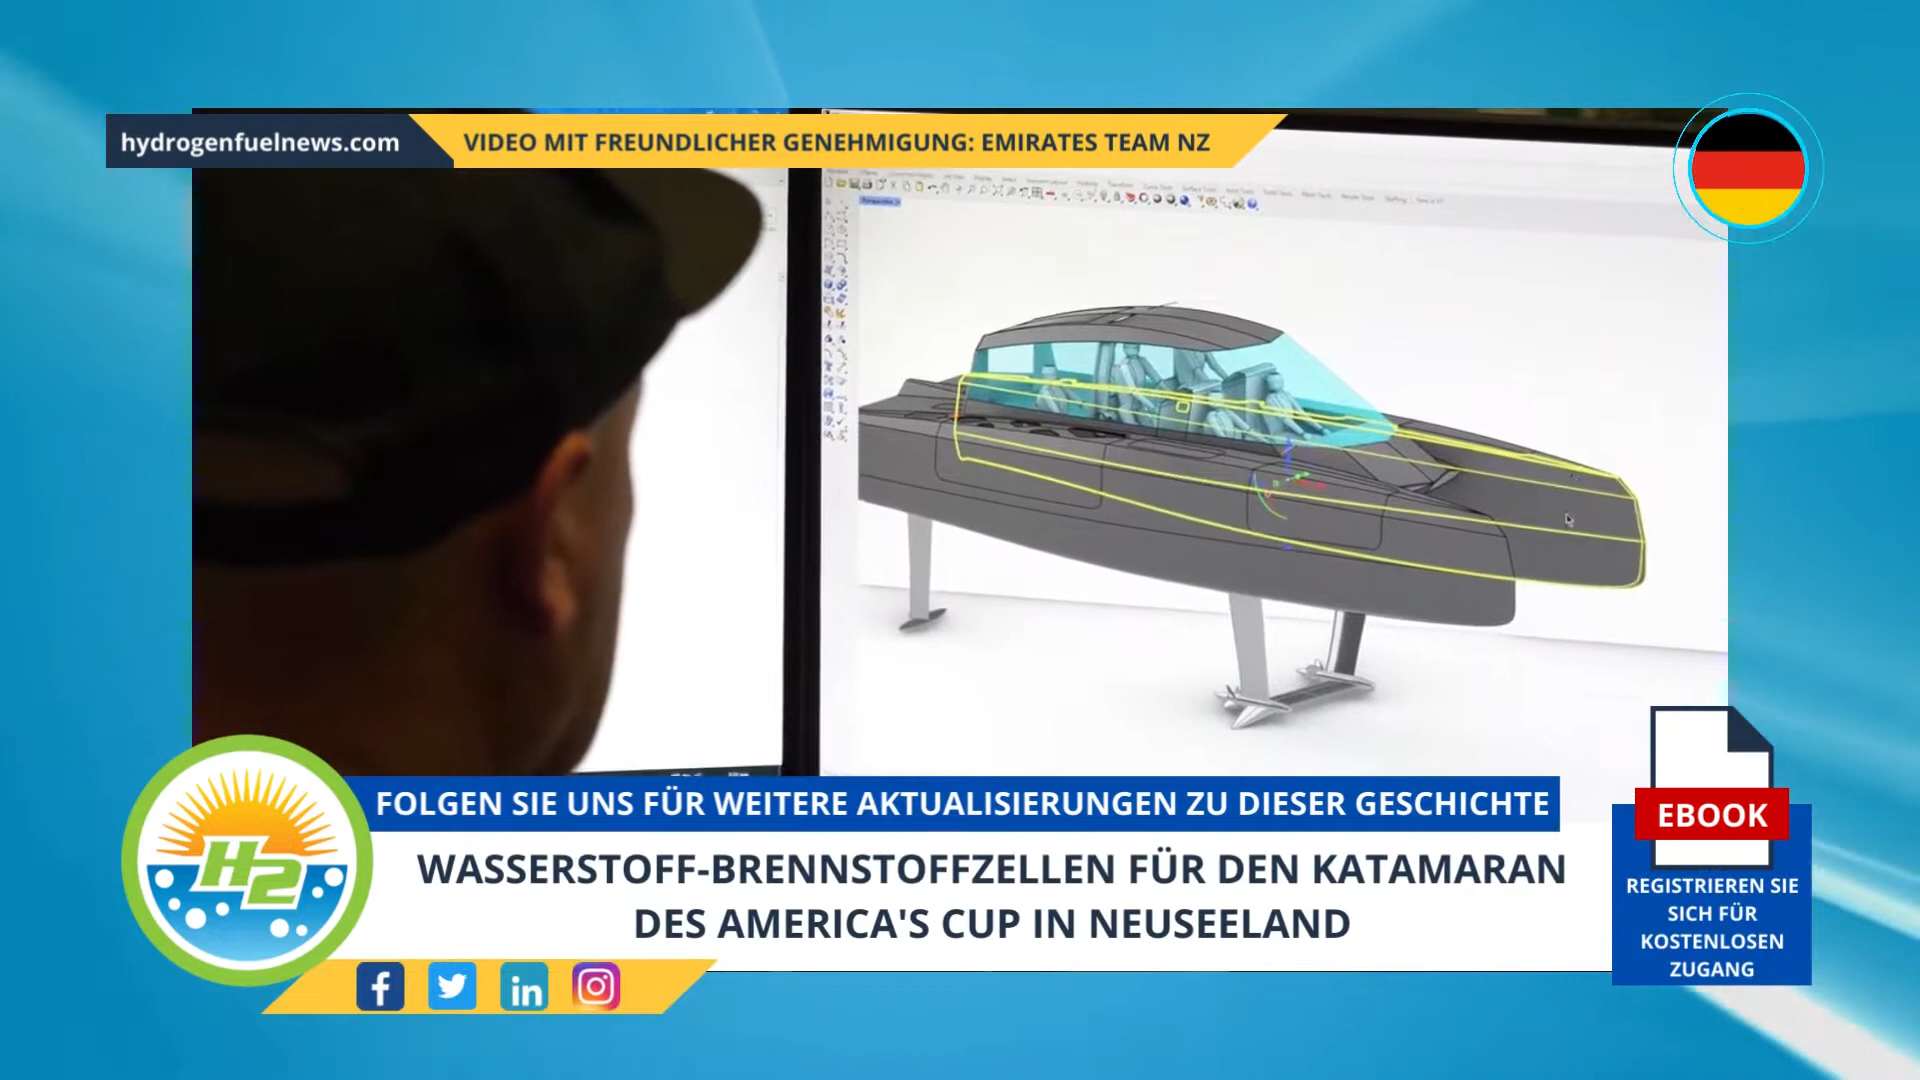 hydrogenfuelnews.com
VIDEO MIT FREUNDLICHER GENEHMIGUNG: EMIRATES TEAM NZ
Perspective
FOLGEN SIE UNS FÜR WEITERE AKTUALISIERUNGEN ZU DIESER GESCHICHTE
H2
WASSERSTOFF-BRENNSTOFFZELLEN FÜR DEN KATAMARAN
DES AMERICA'S CUP IN NEUSEELAND
EBOOK
REGISTRIEREN SIE
SICH FÜR
KOSTENLOSEN
ZUGANG